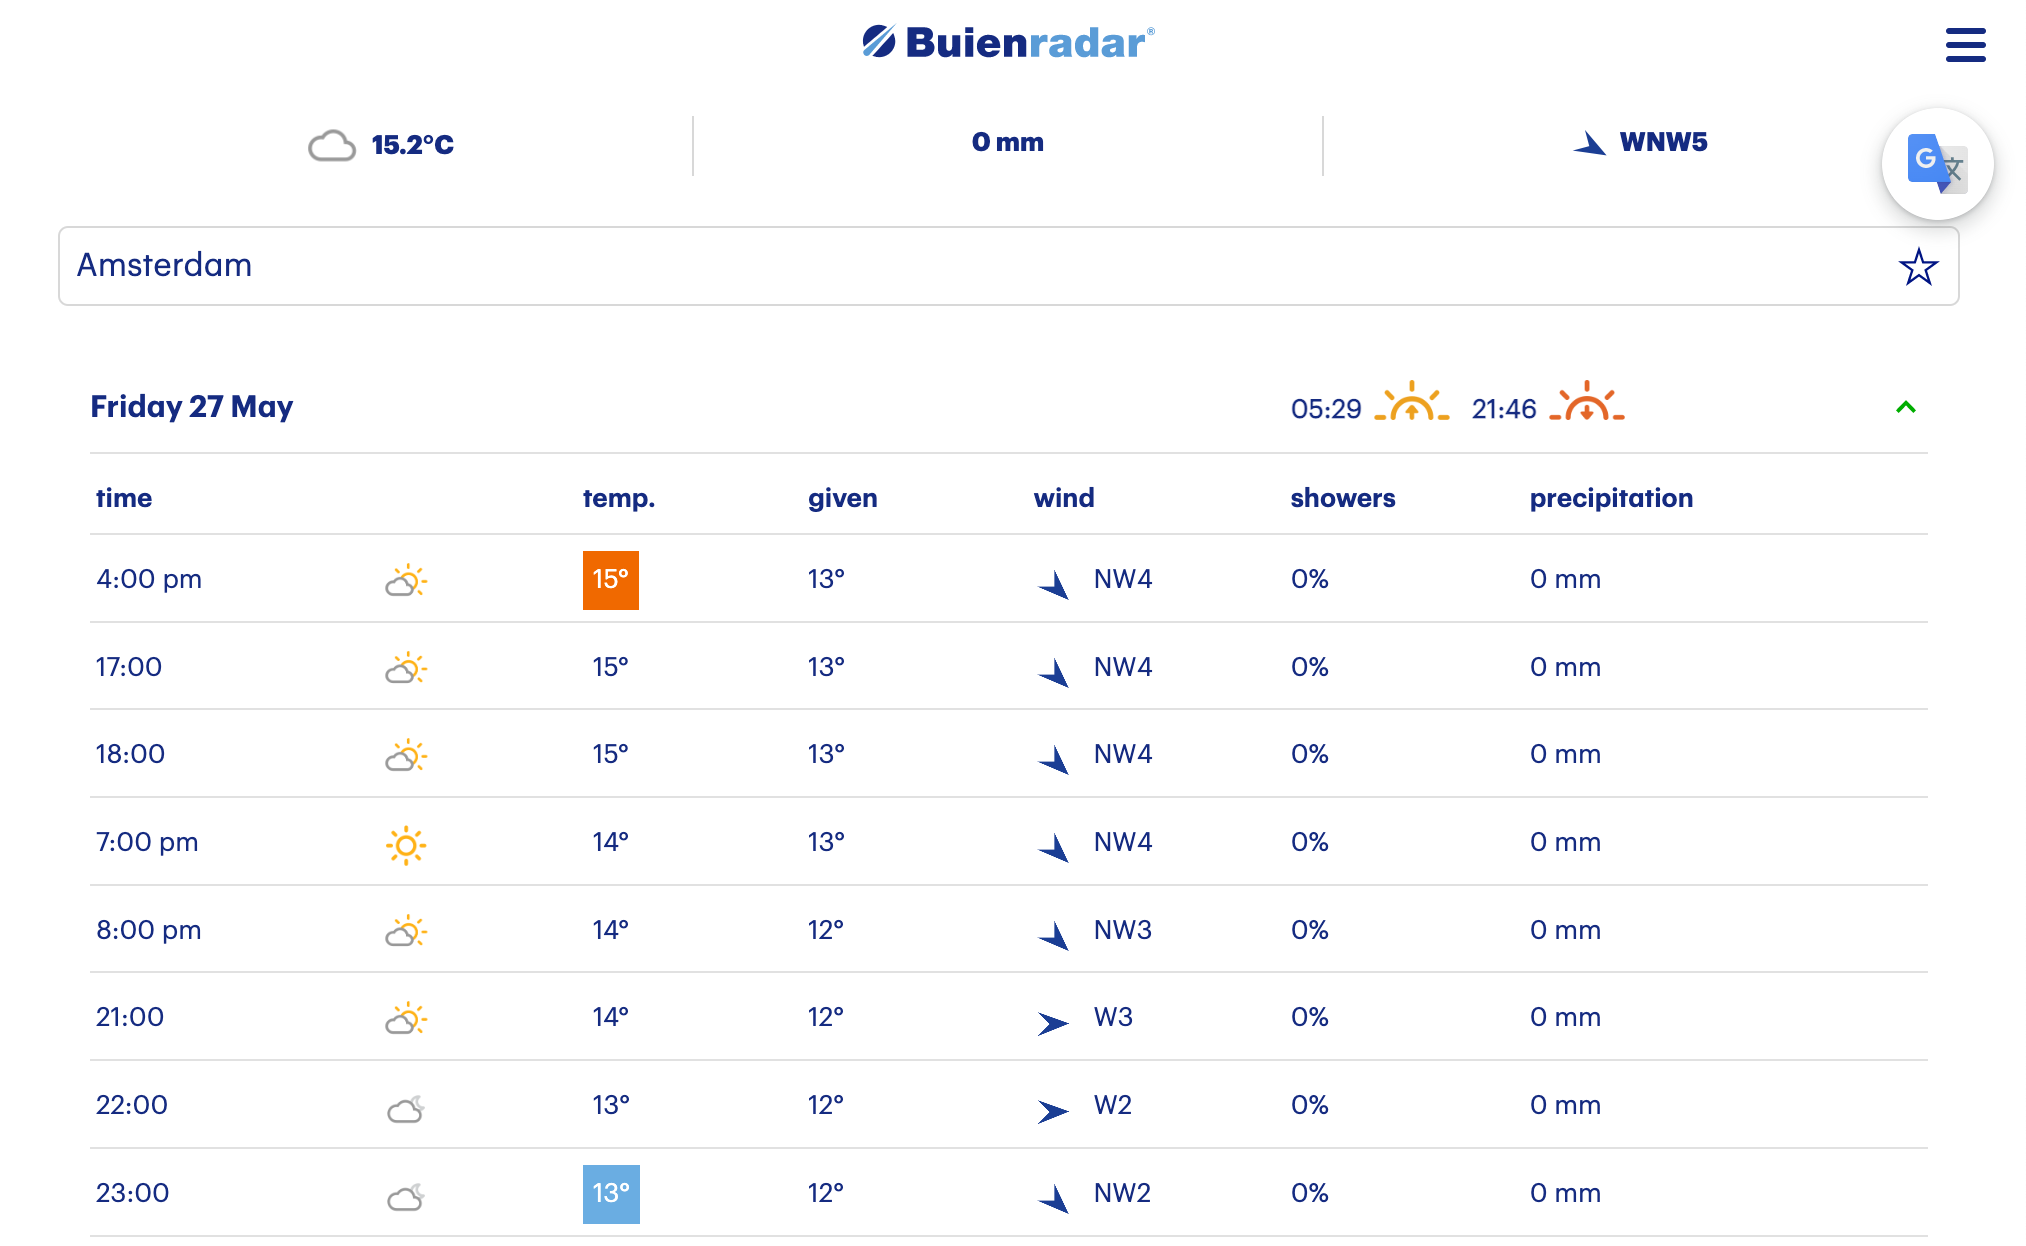 Buienradar®
15.2°C 0 mm WNW5
Amsterdam
Friday 27 May 05:29 21:46
time temp. given wind showers precipitation
4:00 pm 15° 13° NW4 0% 0 mm
17:00 15° 13° NW4 0% 0 mm
18:00 15° 13° NW4 0% 0 mm
7:00 pm 14° 13° NW4 0% 0 mm
8:00 pm 14° 12° NW3 0% 0 mm
21:00 14° 12° W3 0% 0 mm
22:00 13° 12° W2 0% 0 mm
23:00 13° 12° NW2 0% 0 mm